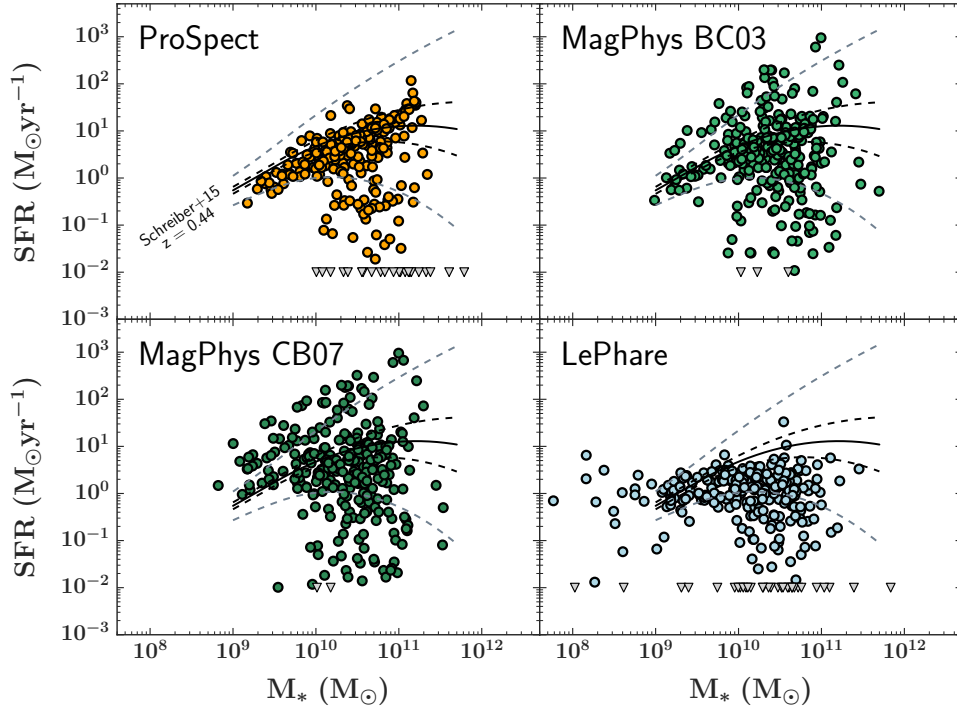 ProSpect
MagPhys BC03
10³
10²
10¹
10⁰
10⁻¹
10⁻²
10⁻³
SFR (M⊙yr⁻¹)
Schreiber+15
z = 0.44
MagPhys CB07
LePhare
10³
10²
10¹
10⁰
10⁻¹
10⁻²
10⁻³
SFR (M⊙yr⁻¹)
10⁸ 10⁹ 10¹⁰ 10¹¹ 10¹²
10⁸ 10⁹ 10¹⁰ 10¹¹ 10¹²
M* (M⊙)
M* (M⊙)